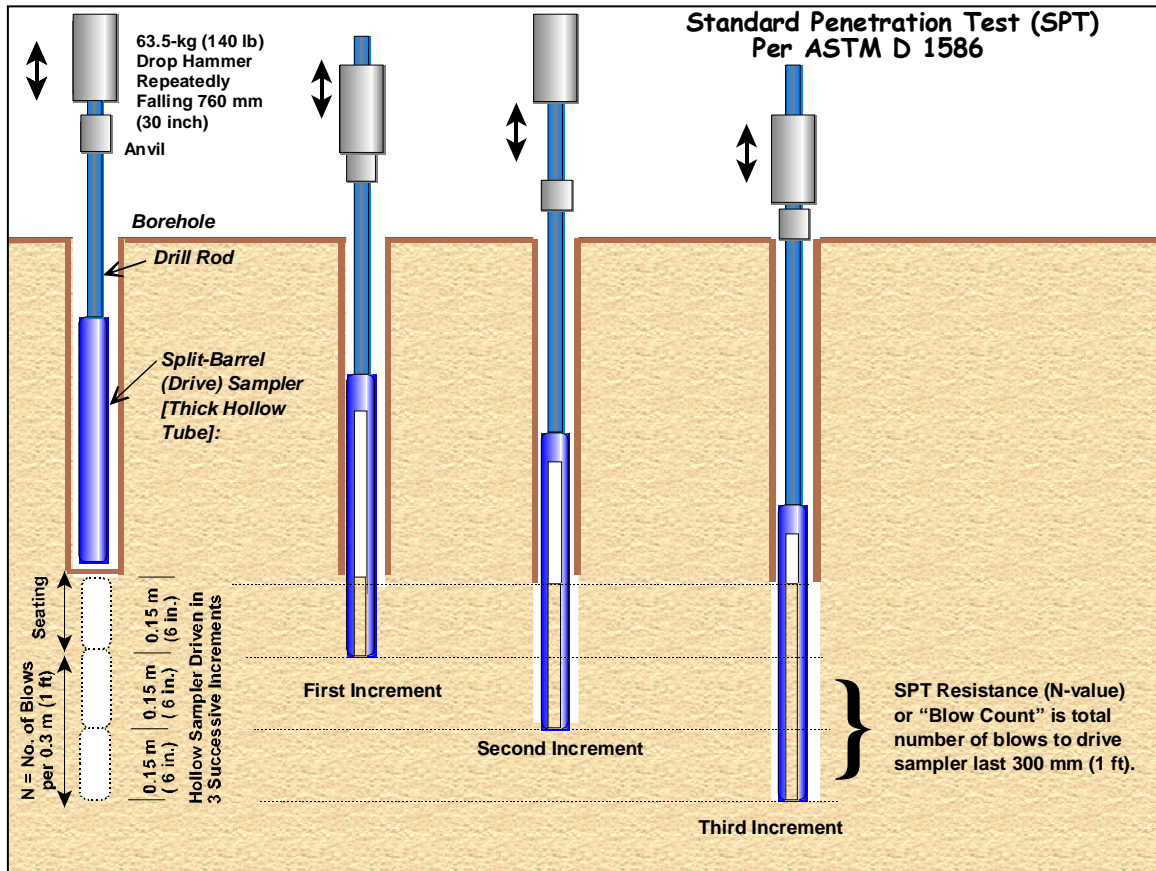 Standard Penetration Test (SPT)
Per ASTM D 1586
63.5-kg (140 lb)
Drop Hammer
Repeatedly
Falling 760 mm
(30 inch)
Anvil
Borehole
Drill Rod
Split-Barrel
(Drive) Sampler
[Thick Hollow
Tube]:
Seating
N = No. of Blows
per 0.3 m (1 ft)
0.15 m
(6 in.)
0.15 m
( 6 in.)
0.15 m
( 6 in.)
Hollow Sampler Driven in
3 Successive Increments
First Increment
Second Increment
Third Increment
}
SPT Resistance (N-value)
or “Blow Count” is total
number of blows to drive
sampler last 300 mm (1 ft).